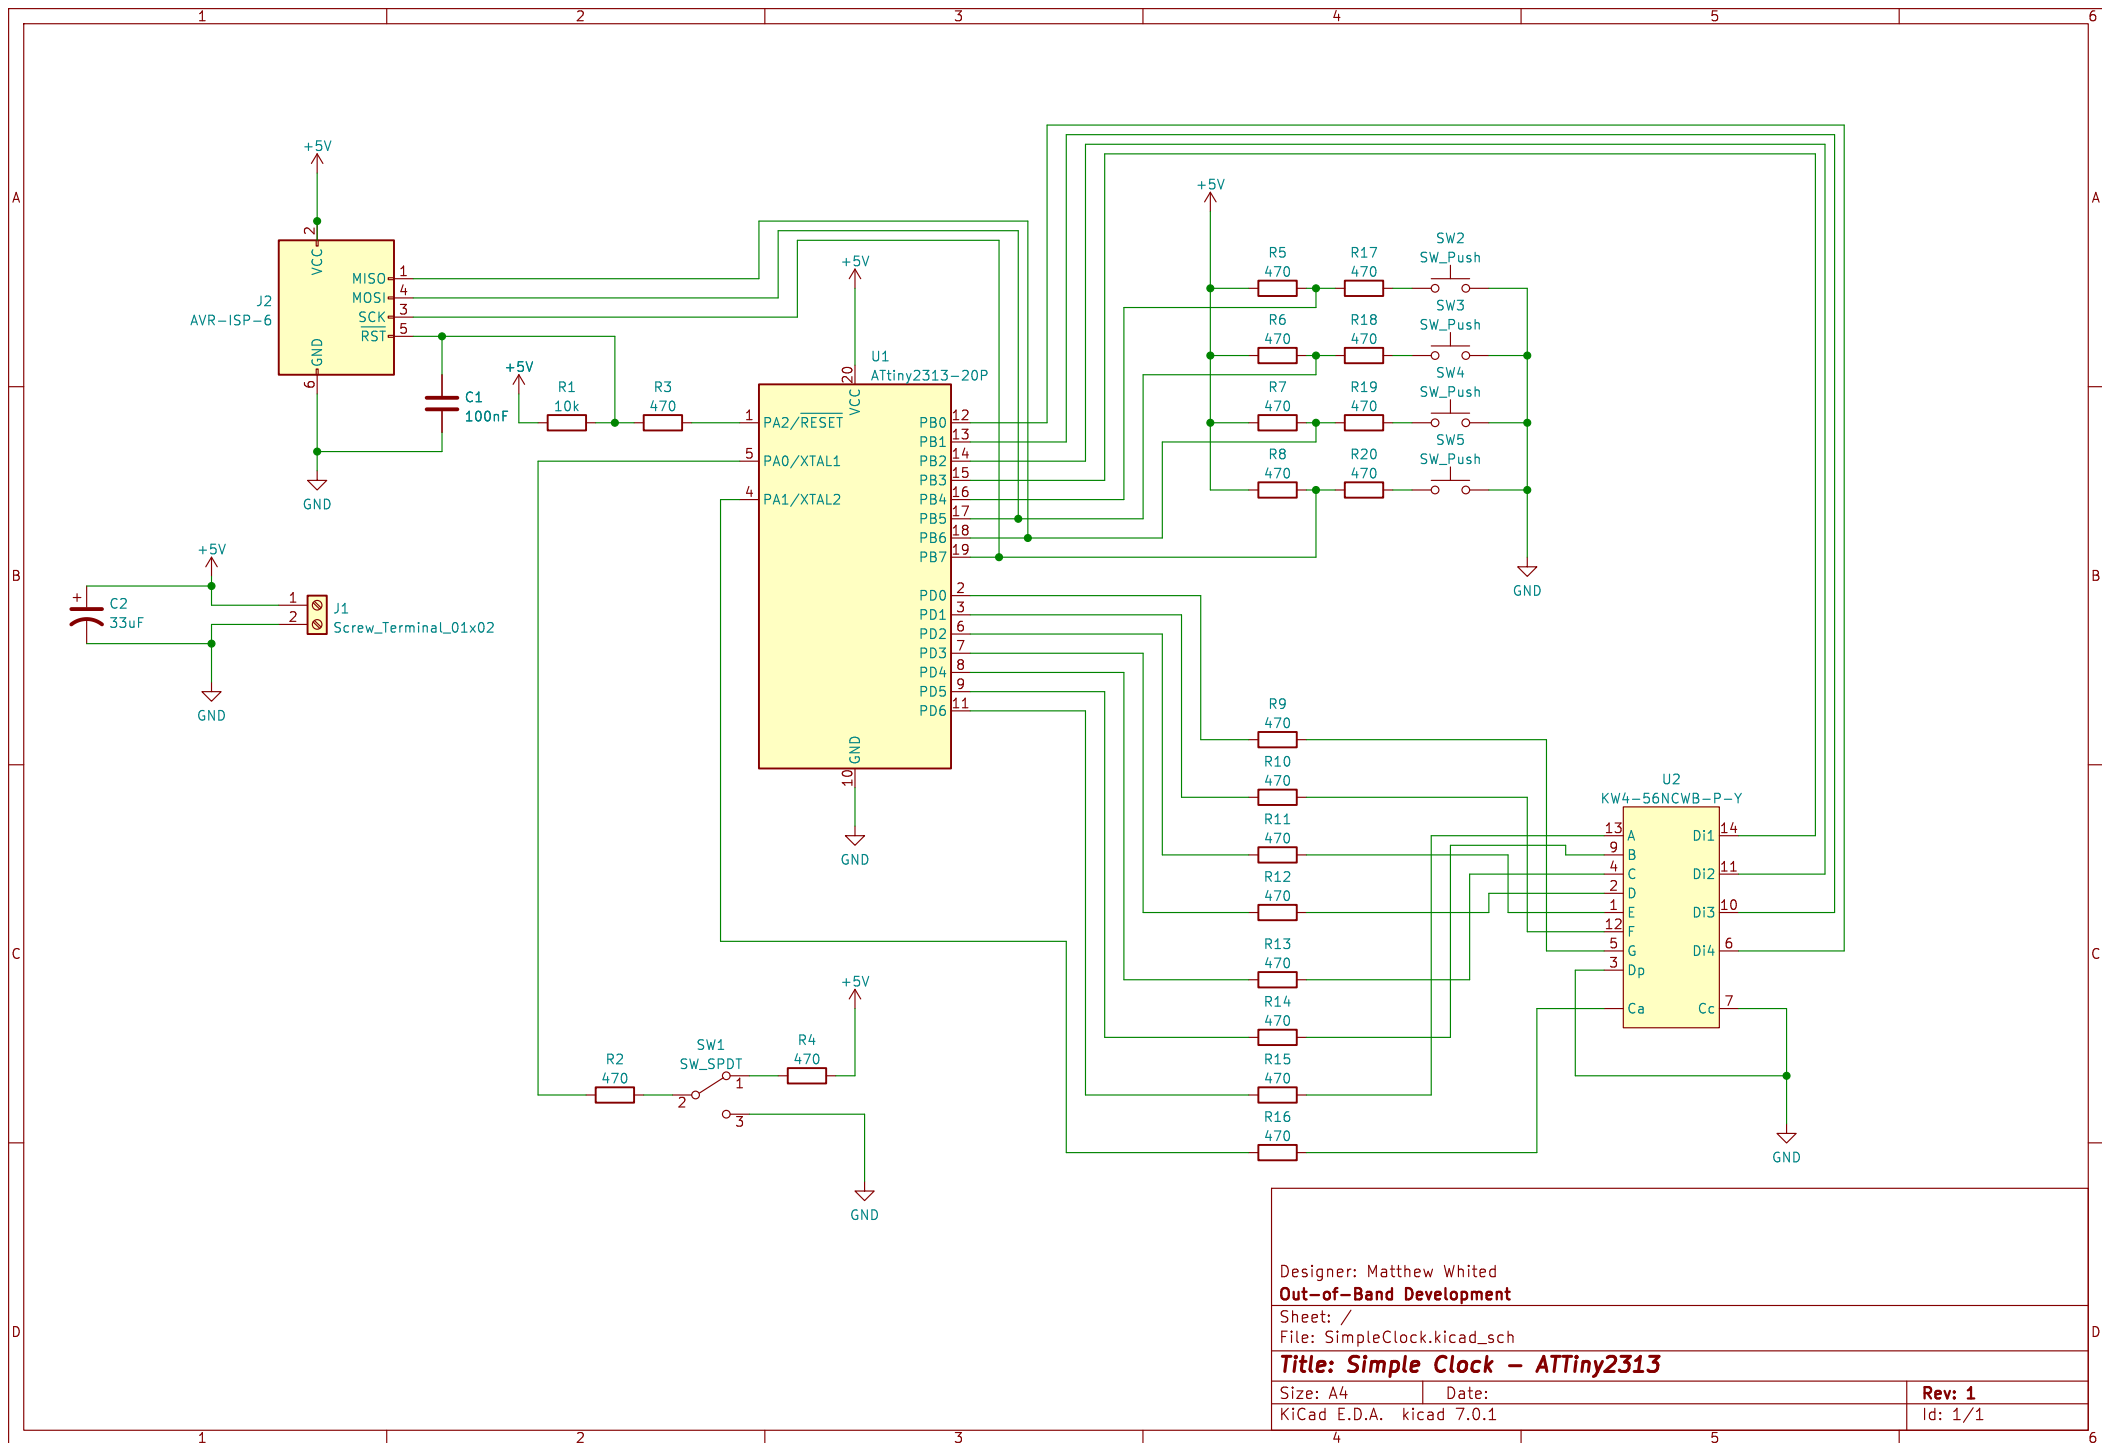 1 2 3 4 5 6
A
A
+5V
2
VCC
MISO 1
MOSI 4
SCK 3
RST 5
GND
6
J2
AVR-ISP-6
GND
C1
100nF
+5V
R1
10k
R3
470
+5V
U1
ATtiny2313-20P
20
VCC
1 PA2/RESET
5 PA0/XTAL1
4 PA1/XTAL2
PB0 12
PB1 13
PB2 14
PB3 15
PB4 16
PB5 17
PB6 18
PB7 19
PD0 2
PD1 3
PD2 6
PD3 7
PD4 8
PD5 9
PD6 11
GND
10
GND
+5V
R5
470
R17
470
SW2
SW_Push
R6
470
R18
470
SW3
SW_Push
R7
470
R19
470
SW4
SW_Push
R8
470
R20
470
SW5
SW_Push
GND
B
B
+5V
+
C2
33uF
1
2
J1
Screw_Terminal_01x02
GND
R9
470
R10
470
R11
470
R12
470
R13
470
R14
470
R15
470
R16
470
U2
KW4-56NCWB-P-Y
13 A
9 B
4 C
2 D
1 E
12 F
5 G
3 Dp
Ca
Di1 14
Di2 11
Di3 10
Di4 6
Cc 7
GND
C
C
R2
470
SW1
SW_SPDT
1
2
3
R4
470
+5V
GND
D
D
Designer: Matthew Whited
Out-of-Band Development
Sheet: /
File: SimpleClock.kicad_sch
Title: Simple Clock - ATTiny2313
Size: A4 Date: Rev: 1
KiCad E.D.A. kicad 7.0.1 Id: 1/1
1 2 3 4 5 6